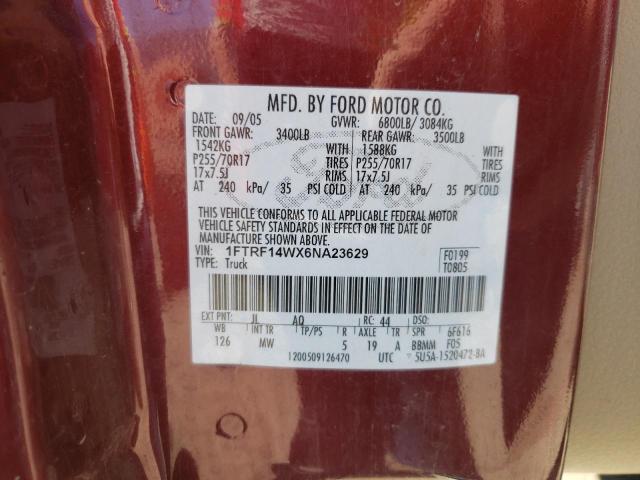 MFD. BY FORD MOTOR CO.
DATE: 09/05 GVWR: 6800LB/ 3084KG
FRONT GAWR: 3400LB REAR GAWR: 3500LB
1542KG WITH 1588KG WITH
P255/70R17 TIRES P255/70R17 TIRES
17x7.5J RIMS 17x7.5J RIMS
AT 240 kPa/ 35 PSI COLD AT 240 kPa/ 35 PSI COLD
Ford
THIS VEHICLE CONFORMS TO ALL APPLICABLE FEDERAL MOTOR
VEHICLE SAFETY STANDARDS IN EFFECT ON THE DATE OF
MANUFACTURE SHOWN ABOVE.
VIN: 1FTRF14WX6NA23629 F0199
TYPE: Truck T0805
EXT PNT: JL AQ RC: 44 DSO:
WB INT TR TP/PS R AXLE TR SPR 6F616
126 MW 5 19 A BBMM F05
1200509126470 UTC 5U5A-1520472-BA